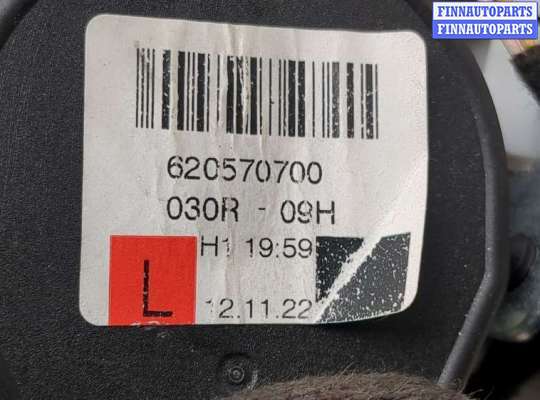 FINNAUTOPARTS
FINNAUTOPARTS
620570700
030R - 09H
H1 19:59
L 12.11.22